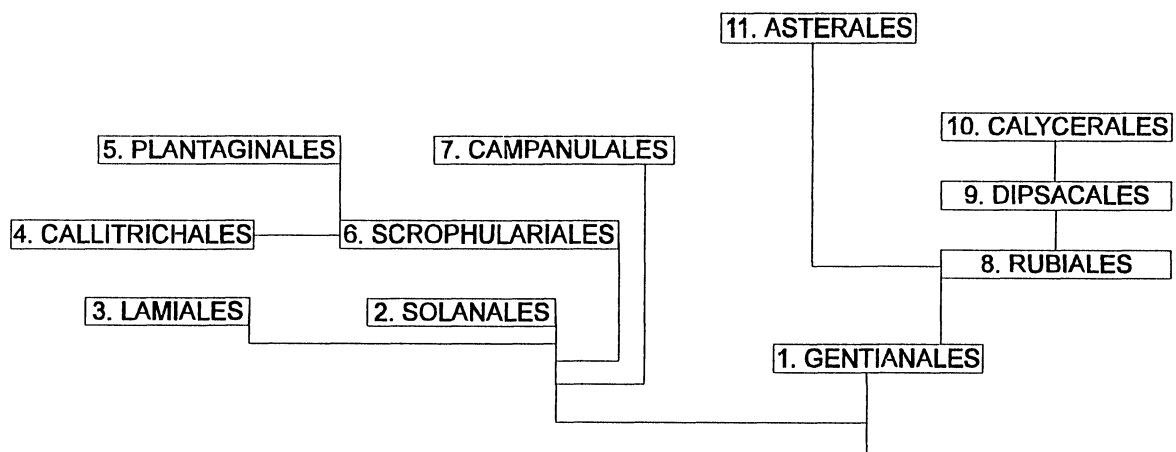 11. ASTERALES
5. PLANTAGINALES
7. CAMPANULALES
10. CALYCERALES
9. DIPSACALES
4. CALLITRICHALES
6. SCROPHULARIALES
8. RUBIALES
3. LAMIALES
2. SOLANALES
1. GENTIANALES